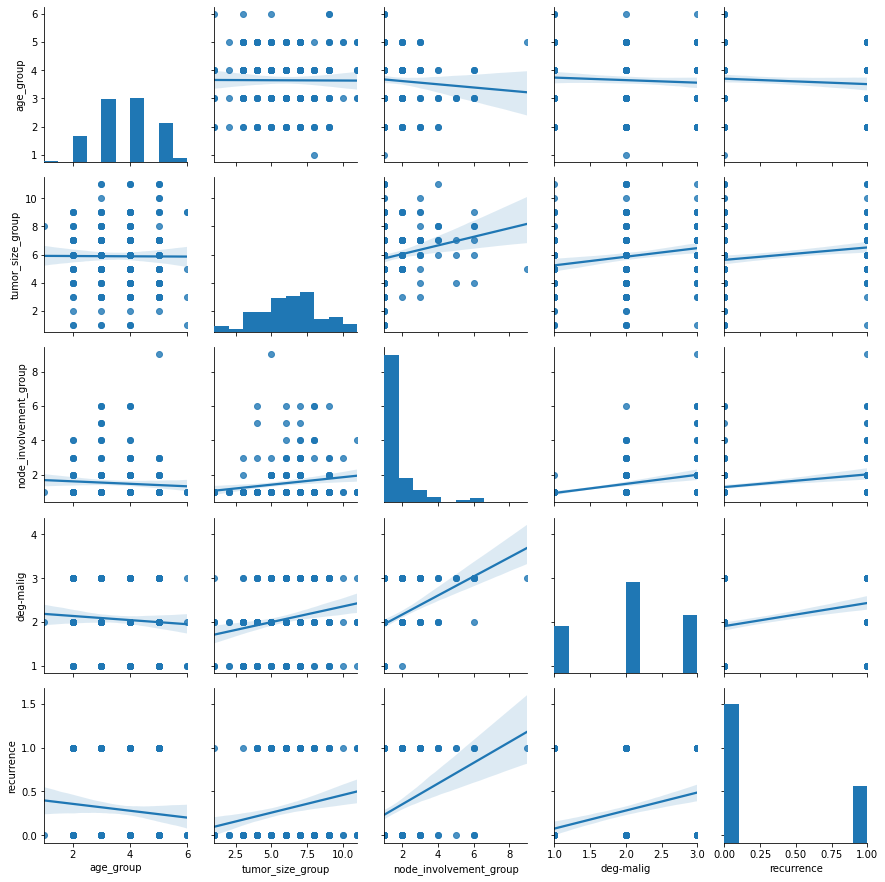 6
5
4
3
2
1
age_group
10
8
6
4
2
tumor_size_group
8
6
4
2
node_involvement_group
4
3
2
1
deg-malig
1.5
1.0
0.5
0.0
recurrence
2 4 6
2.5 5.0 7.5 10.0
2 4 6 8
1.0 1.5 2.0 2.5 3.0
0.00 0.25 0.50 0.75 1.00
age_group tumor_size_group node_involvement_group deg-malig recurrence